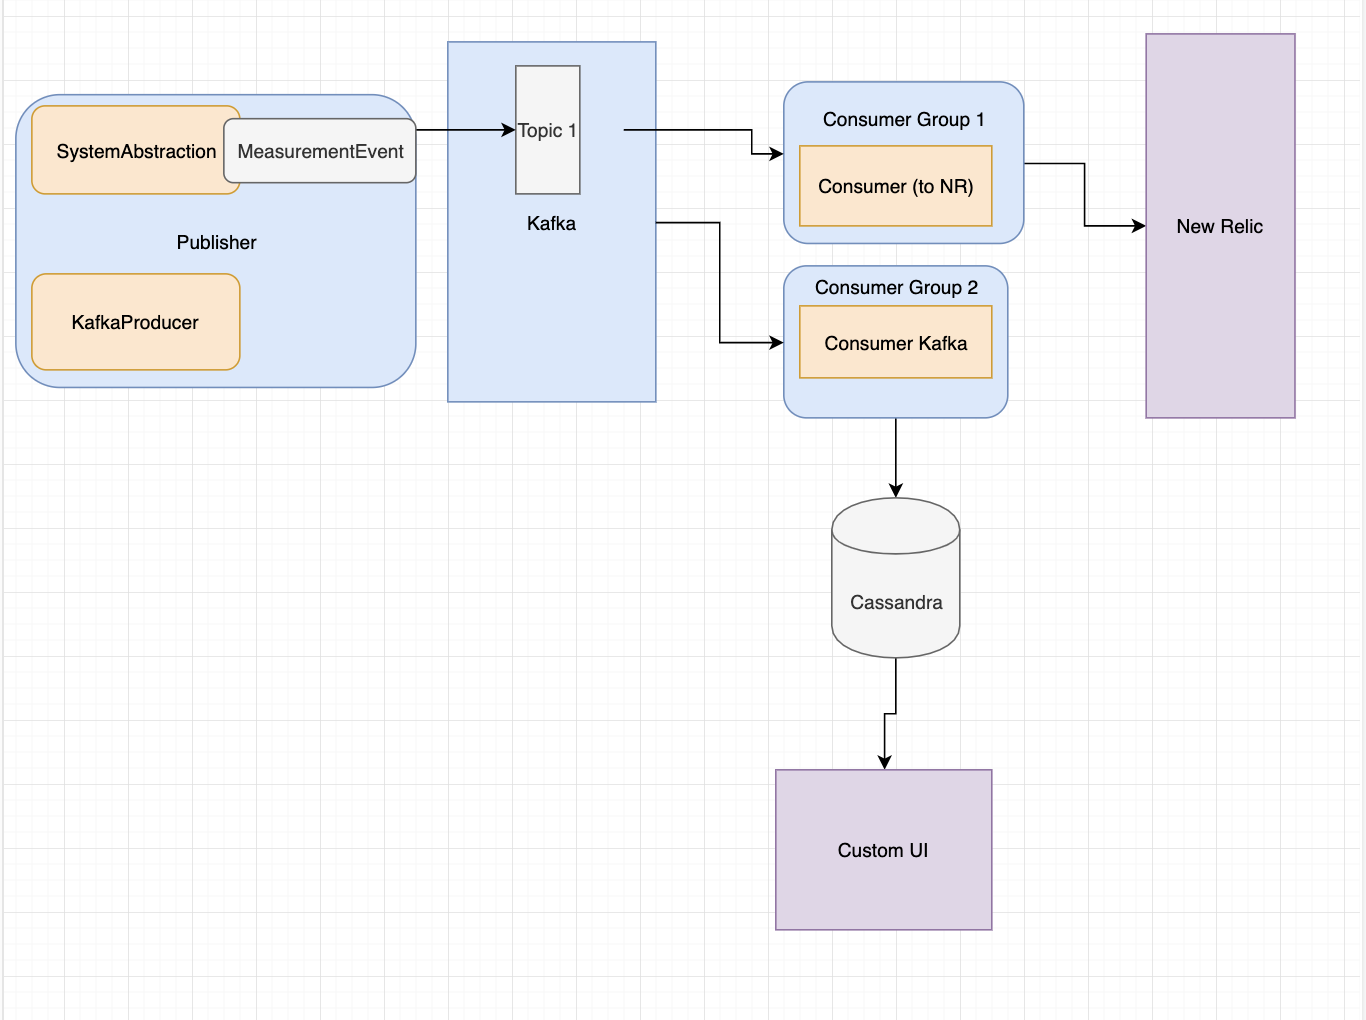 SystemAbstraction
MeasurementEvent
Publisher
KafkaProducer
Topic 1
Kafka
Consumer Group 1
Consumer (to NR)
Consumer Group 2
Consumer Kafka
New Relic
Cassandra
Custom UI